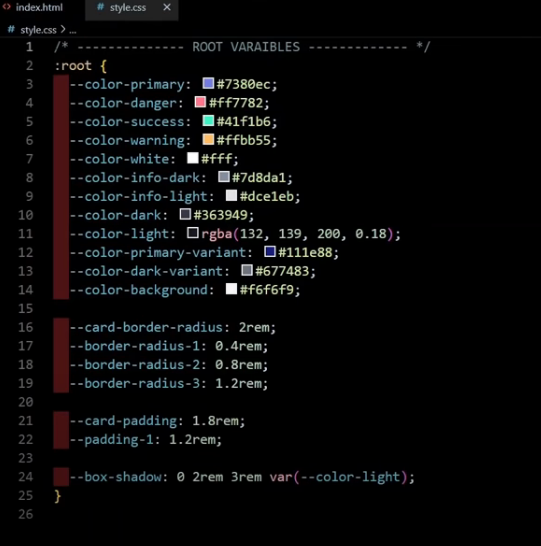 index.html
# style.css ×
# style.css > ...
1 /* -------------- ROOT VARAIBLES ------------- */
2 :root {
3 --color-primary: #7380ec;
4 --color-danger: #ff7782;
5 --color-success: #41f1b6;
6 --color-warning: #ffbb55;
7 --color-white: #fff;
8 --color-info-dark: #7d8da1;
9 --color-info-light: #dce1eb;
10 --color-dark: #363949;
11 --color-light: rgba(132, 139, 200, 0.18);
12 --color-primary-variant: #111e88;
13 --color-dark-variant: #677483;
14 --color-background: #f6f6f9;
15
16 --card-border-radius: 2rem;
17 --border-radius-1: 0.4rem;
18 --border-radius-2: 0.8rem;
19 --border-radius-3: 1.2rem;
20
21 --card-padding: 1.8rem;
22 --padding-1: 1.2rem;
23
24 --box-shadow: 0 2rem 3rem var(--color-light);
25 }
26